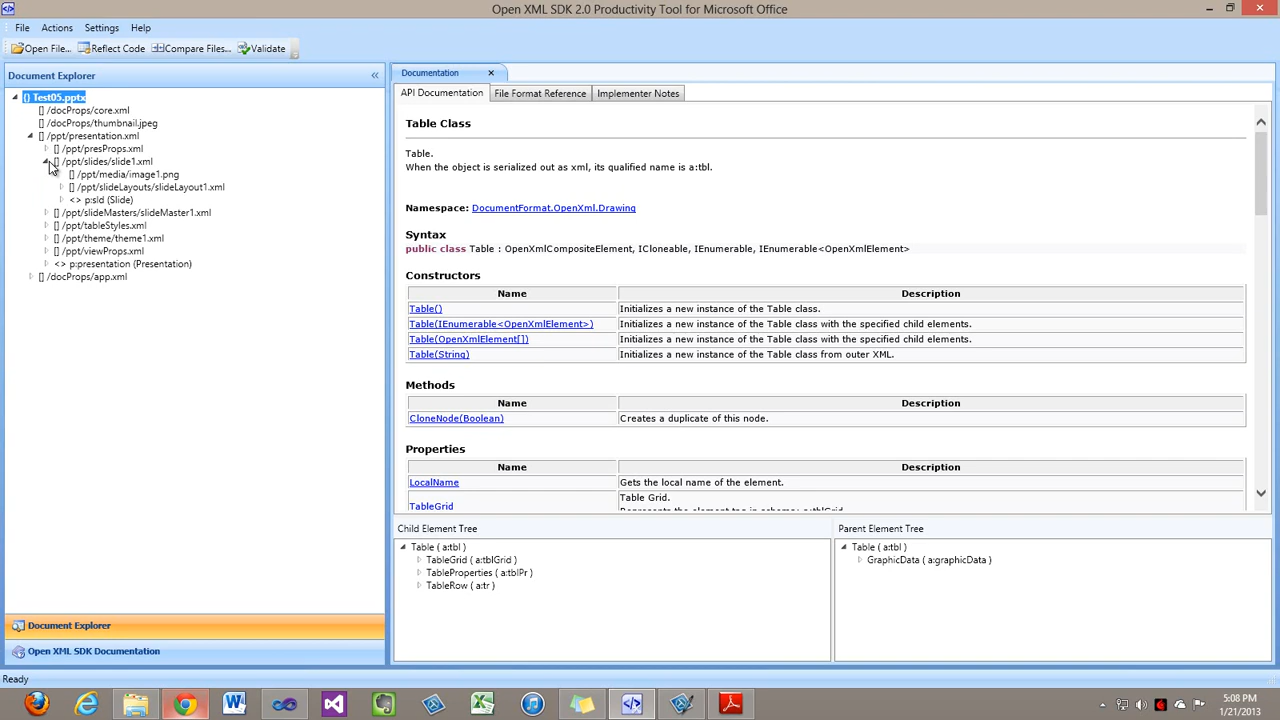 Open XML SDK 2.0 Productivity Tool for Microsoft Office
File Actions Settings Help
Open File... Reflect Code Compare Files... Validate
Document Explorer «
{} Test05.pptx
[] /docProps/core.xml
[] /docProps/thumbnail.jpeg
[] /ppt/presentation.xml
[] /ppt/presProps.xml
[] /ppt/slides/slide1.xml
[] /ppt/media/image1.png
[] /ppt/slideLayouts/slideLayout1.xml
<> p:sld (Slide)
[] /ppt/slideMasters/slideMaster1.xml
[] /ppt/tableStyles.xml
[] /ppt/theme/theme1.xml
[] /ppt/viewProps.xml
<> p:presentation (Presentation)
[] /docProps/app.xml
Document Explorer
Open XML SDK Documentation
Documentation
API Documentation File Format Reference Implementer Notes
Table Class
Table.
When the object is serialized out as xml, its qualified name is a:tbl.
Namespace: DocumentFormat.OpenXml.Drawing
Syntax
public class Table : OpenXmlCompositeElement, ICloneable, IEnumerable, IEnumerable<OpenXmlElement>
Constructors
Name Description
Table() Initializes a new instance of the Table class.
Table(IEnumerable<OpenXmlElement>) Initializes a new instance of the Table class with the specified child elements.
Table(OpenXmlElement[]) Initializes a new instance of the Table class with the specified child elements.
Table(String) Initializes a new instance of the Table class from outer XML.
Methods
Name Description
CloneNode(Boolean) Creates a duplicate of this node.
Properties
Name Description
LocalName Gets the local name of the element.
TableGrid Table Grid.
Represents the element tag in schema: a:tblGrid
Child Element Tree
Table ( a:tbl )
TableGrid ( a:tblGrid )
TableProperties ( a:tblPr )
TableRow ( a:tr )
Parent Element Tree
Table ( a:tbl )
GraphicData ( a:graphicData )
Ready
5:08 PM
1/21/2013